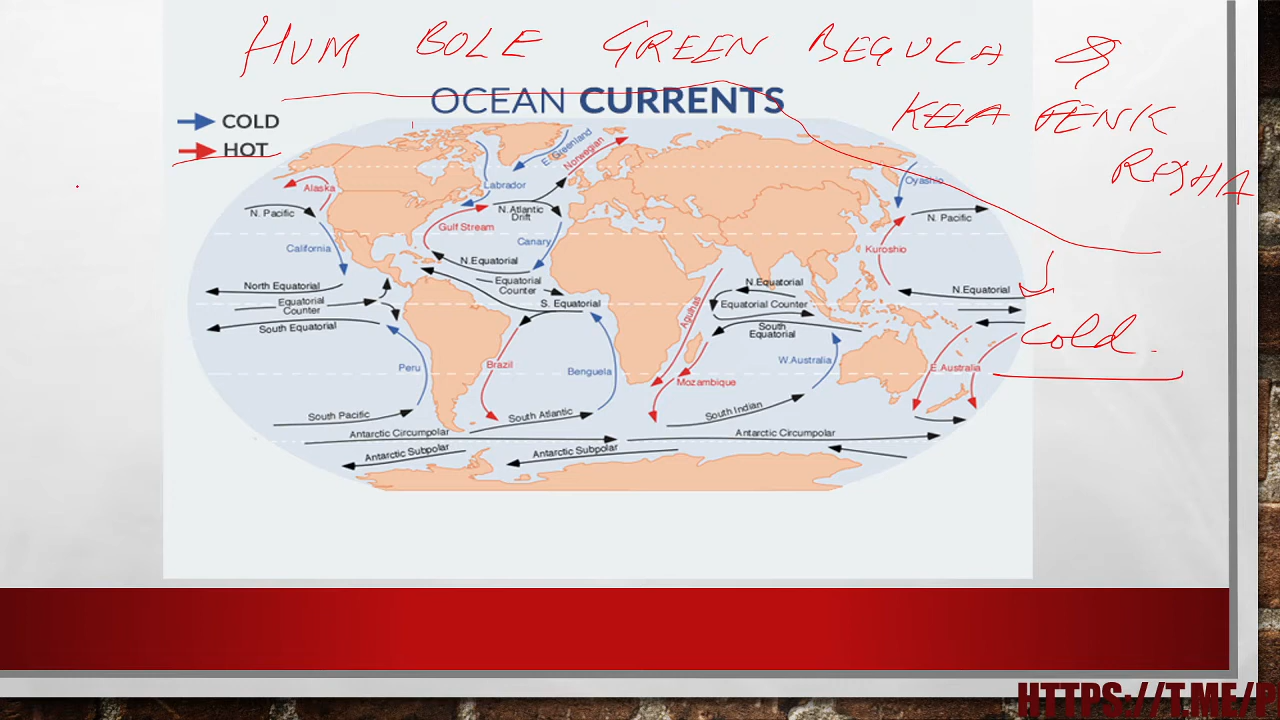 HUM BOLE GREEN BEGUCA &
KELA FENK
ROSHA
OCEAN CURRENTS
COLD
HOT
E. Greenland
Norwegian
Labrador
Oyashio
Alaska
N. Pacific
N. Atlantic
Drift
N. Pacific
Gulf Stream
California
Canary
Kuroshio
N.Equatorial
North Equatorial
Equatorial
Counter
N.Equatorial
N.Equatorial
Equatorial
Counter
S. Equatorial
Equatorial Counter
South Equatorial
South
Equatorial
Agulhas
cold.
Peru
Brazil
Benguela
W.Australia
E.Australia
Mozambique
South Pacific
South Atlantic
South Indian
Antarctic Circumpolar
Antarctic Circumpolar
Antarctic Subpolar
Antarctic Subpolar
HTTPS://T.ME/P